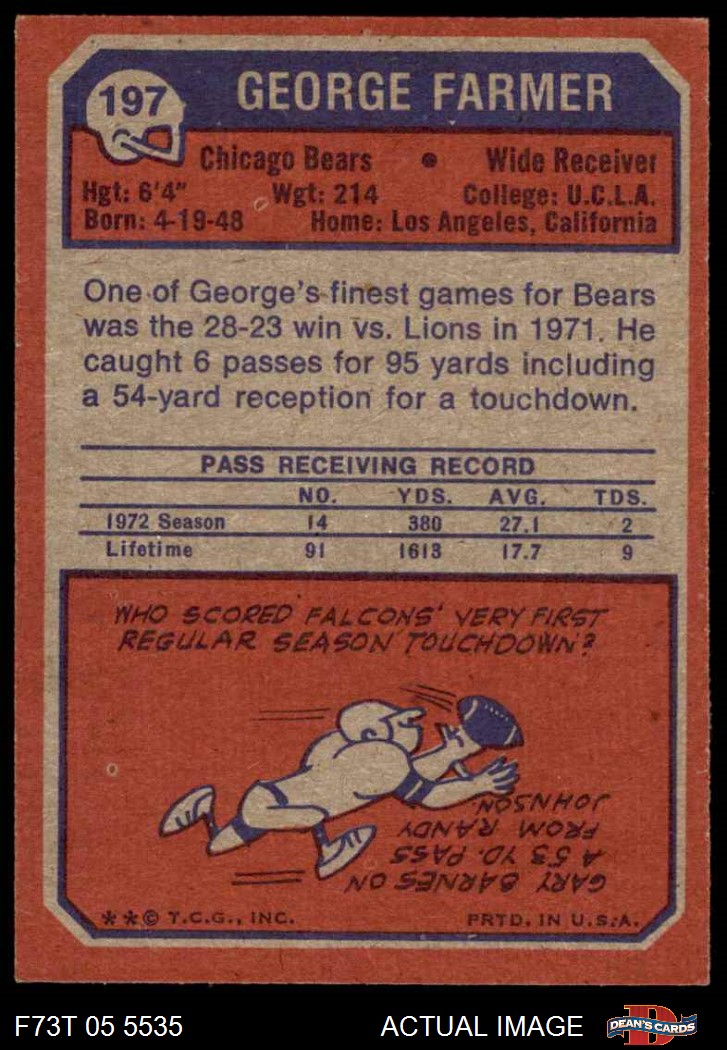 197
GEORGE FARMER
Chicago Bears • Wide Receiver
Hgt: 6'4" Wgt: 214 College: U.C.L.A.
Born: 4-19-48 Home: Los Angeles, California
One of George's finest games for Bears
was the 28-23 win vs. Lions in 1971. He
caught 6 passes for 95 yards including
a 54-yard reception for a touchdown.
PASS RECEIVING RECORD
NO. YDS. AVG. TDS.
1972 Season 14 380 27.1 2
Lifetime 91 1613 17.7 9
WHO SCORED FALCONS' VERY FIRST
REGULAR SEASON TOUCHDOWN?
GARY BARNES ON
A 53 YD. PASS
FROM RANDY
JOHNSON.
**© T.C.G., INC. PRTD. IN U.S.A.
F73T 05 5535 ACTUAL IMAGE
D
DEAN'S CARDS